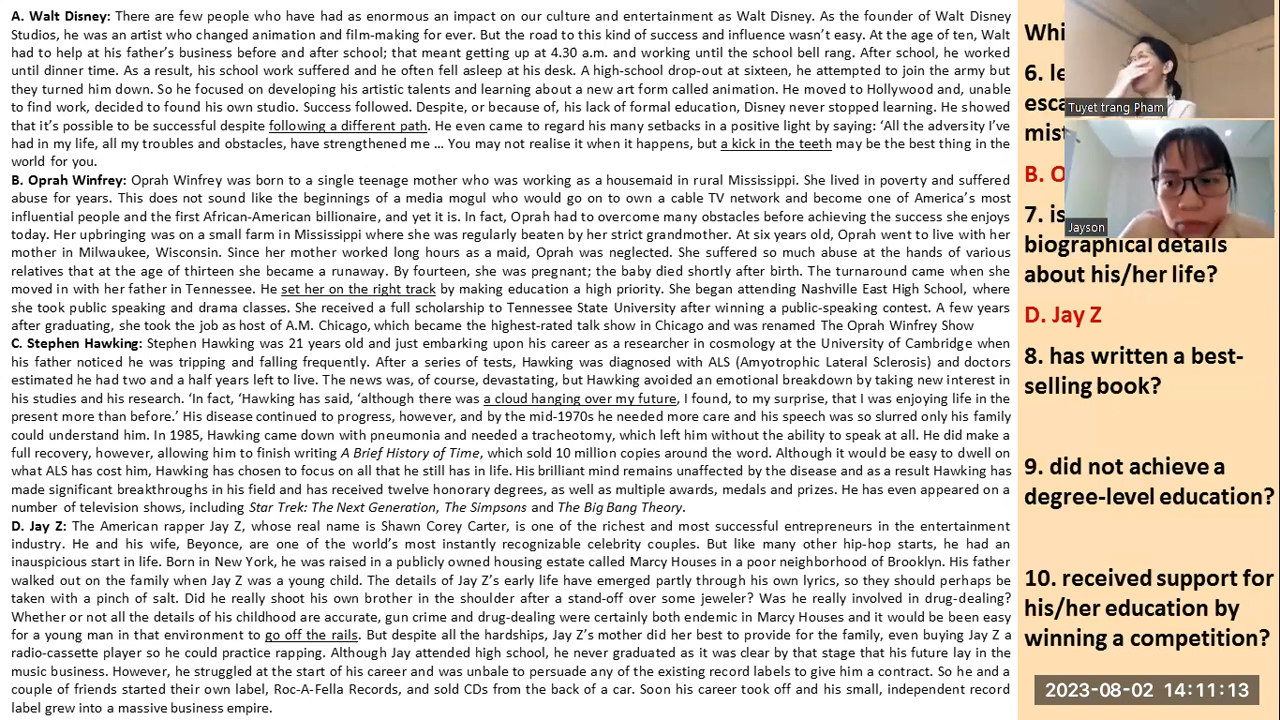 A. Walt Disney: There are few people who have had as enormous an impact on our culture and entertainment as Walt Disney. As the founder of Walt Disney
Studios, he was an artist who changed animation and film-making for ever. But the road to this kind of success and influence wasn't easy. At the age of ten, Walt
had to help at his father's business before and after school; that meant getting up at 4.30 a.m. and working until the school bell rang. After school, he worked
until dinner time. As a result, his school work suffered and he often fell asleep at his desk. A high-school drop-out at sixteen, he attempted to join the army but
they turned him down. So he focused on developing his artistic talents and learning about a new art form called animation. He moved to Hollywood and, unable
to find work, decided to found his own studio. Success followed. Despite, or because of, his lack of formal education, Disney never stopped learning. He showed
that it's possible to be successful despite following a different path. He even came to regard his many setbacks in a positive light by saying: 'All the adversity I've
had in my life, all my troubles and obstacles, have strengthened me … You may not realise it when it happens, but a kick in the teeth may be the best thing in the
world for you.
B. Oprah Winfrey: Oprah Winfrey was born to a single teenage mother who was working as a housemaid in rural Mississippi. She lived in poverty and suffered
abuse for years. This does not sound like the beginnings of a media mogul who would go on to own a cable TV network and become one of America's most
influential people and the first African-American billionaire, and yet it is. In fact, Oprah had to overcome many obstacles before achieving the success she enjoys
today. Her upbringing was on a small farm in Mississippi where she was regularly beaten by her strict grandmother. At six years old, Oprah went to live with her
mother in Milwaukee, Wisconsin. Since her mother worked long hours as a maid, Oprah was neglected. She suffered so much abuse at the hands of various
relatives that at the age of thirteen she became a runaway. By fourteen, she was pregnant; the baby died shortly after birth. The turnaround came when she
moved in with her father in Tennessee. He set her on the right track by making education a high priority. She began attending Nashville East High School, where
she took public speaking and drama classes. She received a full scholarship to Tennessee State University after winning a public-speaking contest. A few years
after graduating, she took the job as host of A.M. Chicago, which became the highest-rated talk show in Chicago and was renamed The Oprah Winfrey Show
C. Stephen Hawking: Stephen Hawking was 21 years old and just embarking upon his career as a researcher in cosmology at the University of Cambridge when
his father noticed he was tripping and falling frequently. After a series of tests, Hawking was diagnosed with ALS (Amyotrophic Lateral Sclerosis) and doctors
estimated he had two and a half years left to live. The news was, of course, devastating, but Hawking avoided an emotional breakdown by taking new interest in
his studies and his research. 'In fact, 'Hawking has said, 'although there was a cloud hanging over my future, I found, to my surprise, that I was enjoying life in the
present more than before.' His disease continued to progress, however, and by the mid-1970s he needed more care and his speech was so slurred only his family
could understand him. In 1985, Hawking came down with pneumonia and needed a tracheotomy, which left him without the ability to speak at all. He did make a
full recovery, however, allowing him to finish writing A Brief History of Time, which sold 10 million copies around the word. Although it would be easy to dwell on
what ALS has cost him, Hawking has chosen to focus on all that he still has in life. His brilliant mind remains unaffected by the disease and as a result Hawking has
made significant breakthroughs in his field and has received twelve honorary degrees, as well as multiple awards, medals and prizes. He has even appeared on a
number of television shows, including Star Trek: The Next Generation, The Simpsons and The Big Bang Theory.
D. Jay Z: The American rapper Jay Z, whose real name is Shawn Corey Carter, is one of the richest and most successful entrepreneurs in the entertainment
industry. He and his wife, Beyonce, are one of the world's most instantly recognizable celebrity couples. But like many other hip-hop starts, he had an
inauspicious start in life. Born in New York, he was raised in a publicly owned housing estate called Marcy Houses in a poor neighborhood of Brooklyn. His father
walked out on the family when Jay Z was a young child. The details of Jay Z's early life have emerged partly through his own lyrics, so they should perhaps be
taken with a pinch of salt. Did he really shoot his own brother in the shoulder after a stand-off over some jeweler? Was he really involved in drug-dealing?
Whether or not all the details of his childhood are accurate, gun crime and drug-dealing were certainly both endemic in Marcy Houses and it would be been easy
for a young man in that environment to go off the rails. But despite all the hardships, Jay Z's mother did her best to provide for the family, even buying Jay Z a
radio-cassette player so he could practice rapping. Although Jay attended high school, he never graduated as it was clear by that stage that his future lay in the
music business. However, he struggled at the start of his career and was unbale to persuade any of the existing record labels to give him a contract. So he and a
couple of friends started their own label, Roc-A-Fella Records, and sold CDs from the back of a car. Soon his career took off and his small, independent record
label grew into a massive business empire.
Whi
6. le
esca
mist
B. O
7. is
biographical details
about his/her life?
D. Jay Z
8. has written a best-
selling book?
9. did not achieve a
degree-level education?
10. received support for
his/her education by
winning a competition?
Tuyet trang Pham
Jayson
2023-08-02 14:11:13